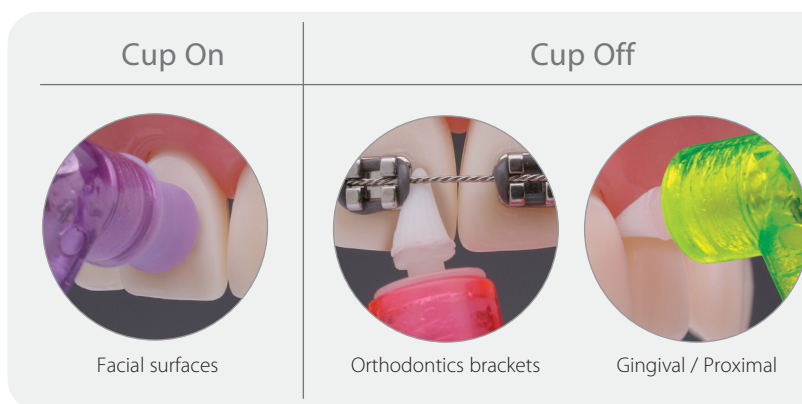 Cup On
Cup Off
Facial surfaces
Orthodontics brackets
Gingival / Proximal